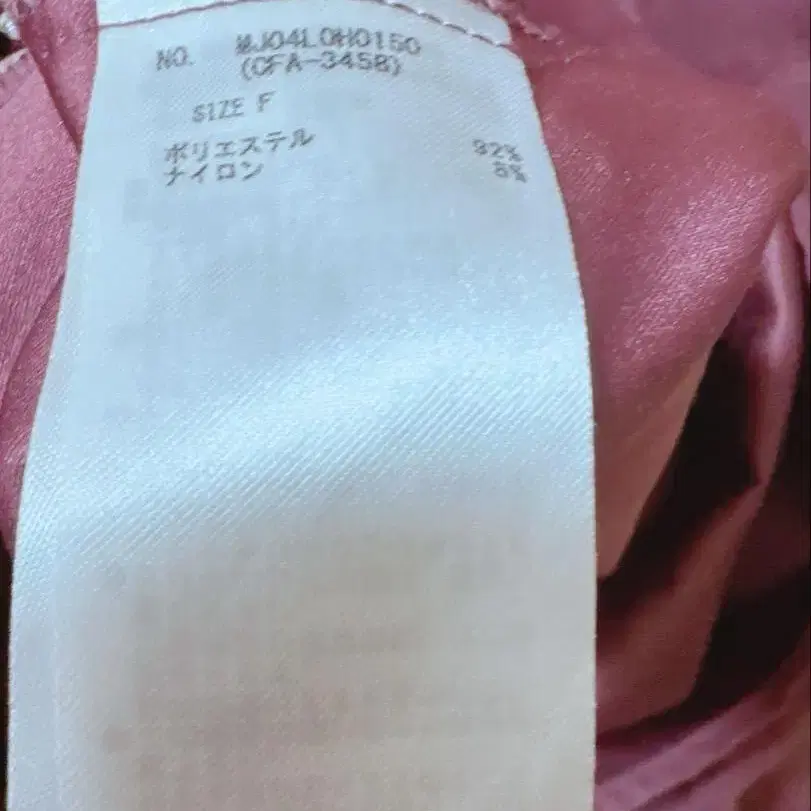 NO. MJ04L0H0150
(CFA-3458)
SIZE F
ポリエステル 92%
ナイロン 8%